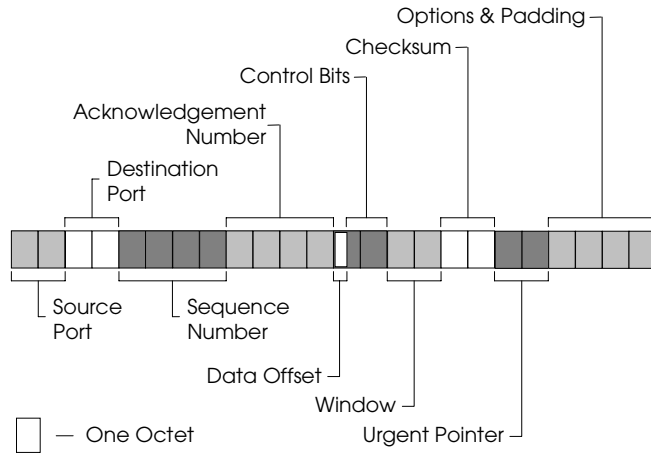 Options & Padding
Checksum
Control Bits
Acknowledgement
Number
Destination
Port
Source
Port
Sequence
Number
Data Offset
Window
Urgent Pointer
— One Octet